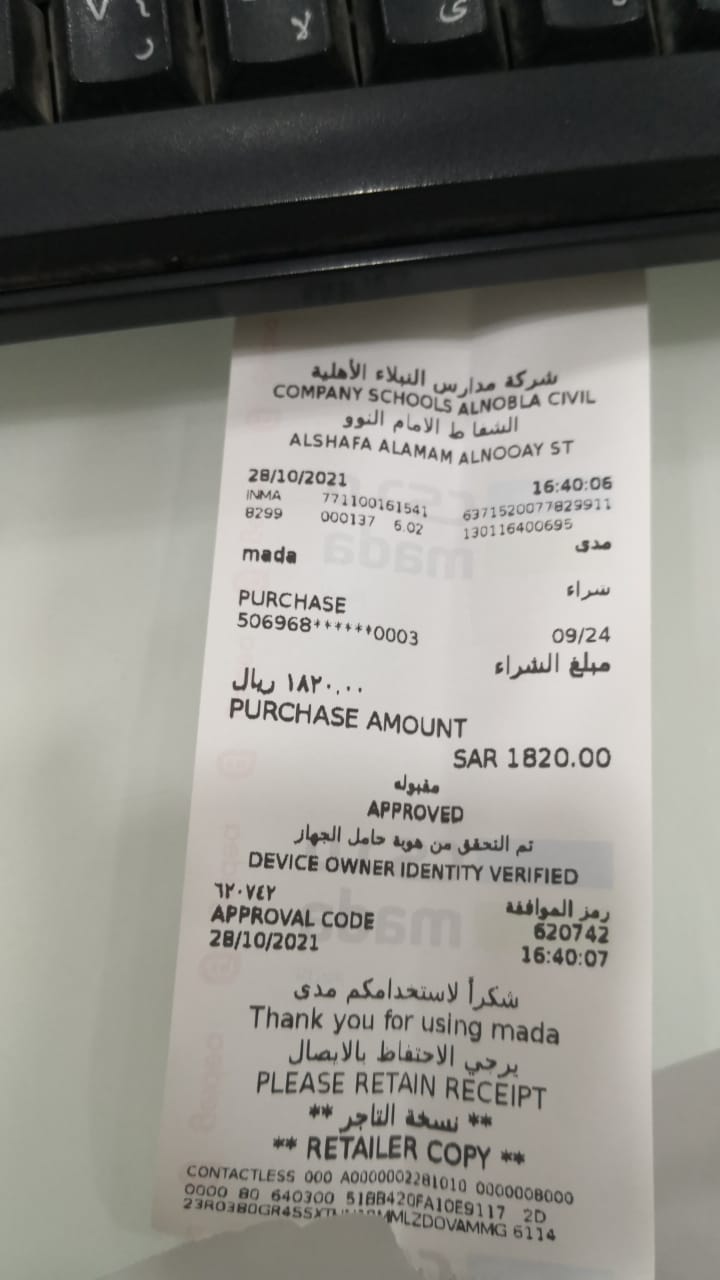 ر
لا
ى
شركة مدارس النبلاء الأهلية
COMPANY SCHOOLS ALNOBLA CIVIL
الشفا ط الامام النوو
ALSHAFA ALAMAM ALNOOAY ST
28/10/2021 16:40:06
INMA 771100161541 6371520077829911
8299 000137 6.02 130116400695
mada مدى
شراء
PURCHASE
506968******0003 09/24
مبلغ الشراء
١٨٢٠.٠٠ ريال
PURCHASE AMOUNT
SAR 1820.00
مقبوله
APPROVED
تم التحقق من هوية حامل الجهاز
DEVICE OWNER IDENTITY VERIFIED
٦٢٠٧٤٢ رمز الموافقة
APPROVAL CODE 620742
28/10/2021 16:40:07
شكراً لاستخدامكم مدى
Thank you for using mada
يرجي الاحتفاظ بالايصال
PLEASE RETAIN RECEIPT
** نسخة التاجر **
** RETAILER COPY **
CONTACTLESS 000 A0000002281010 0000008000
0000 80 640300 51BB420FA10E9117 2D
6114